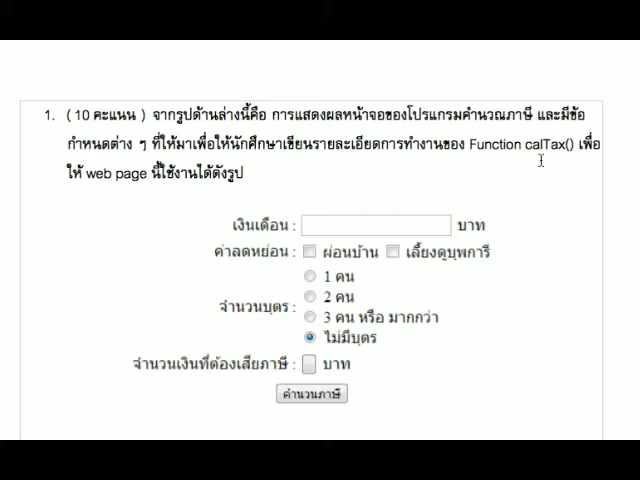 1. ( 10 คะแนน ) จากรูปด้านล่างนี้คือ การแสดงผลหน้าจอของโปรแกรมคำนวณภาษี และมีข้อ
กำหนดต่าง ๆ ที่ให้มาเพื่อให้นักศึกษาเขียนรายละเอียดการทำงานของ Function calTax() เพื่อ
ให้ web page นี้ใช้งานได้ดังรูป
เงินเดือน : บาท
ค่าลดหย่อน : ผ่อนบ้าน เลี้ยงดูบุพการี
1 คน
2 คน
จำนวนบุตร :
3 คน หรือ มากกว่า
ไม่มีบุตร
จำนวนเงินที่ต้องเสียภาษี : บาท
คำนวนภาษี